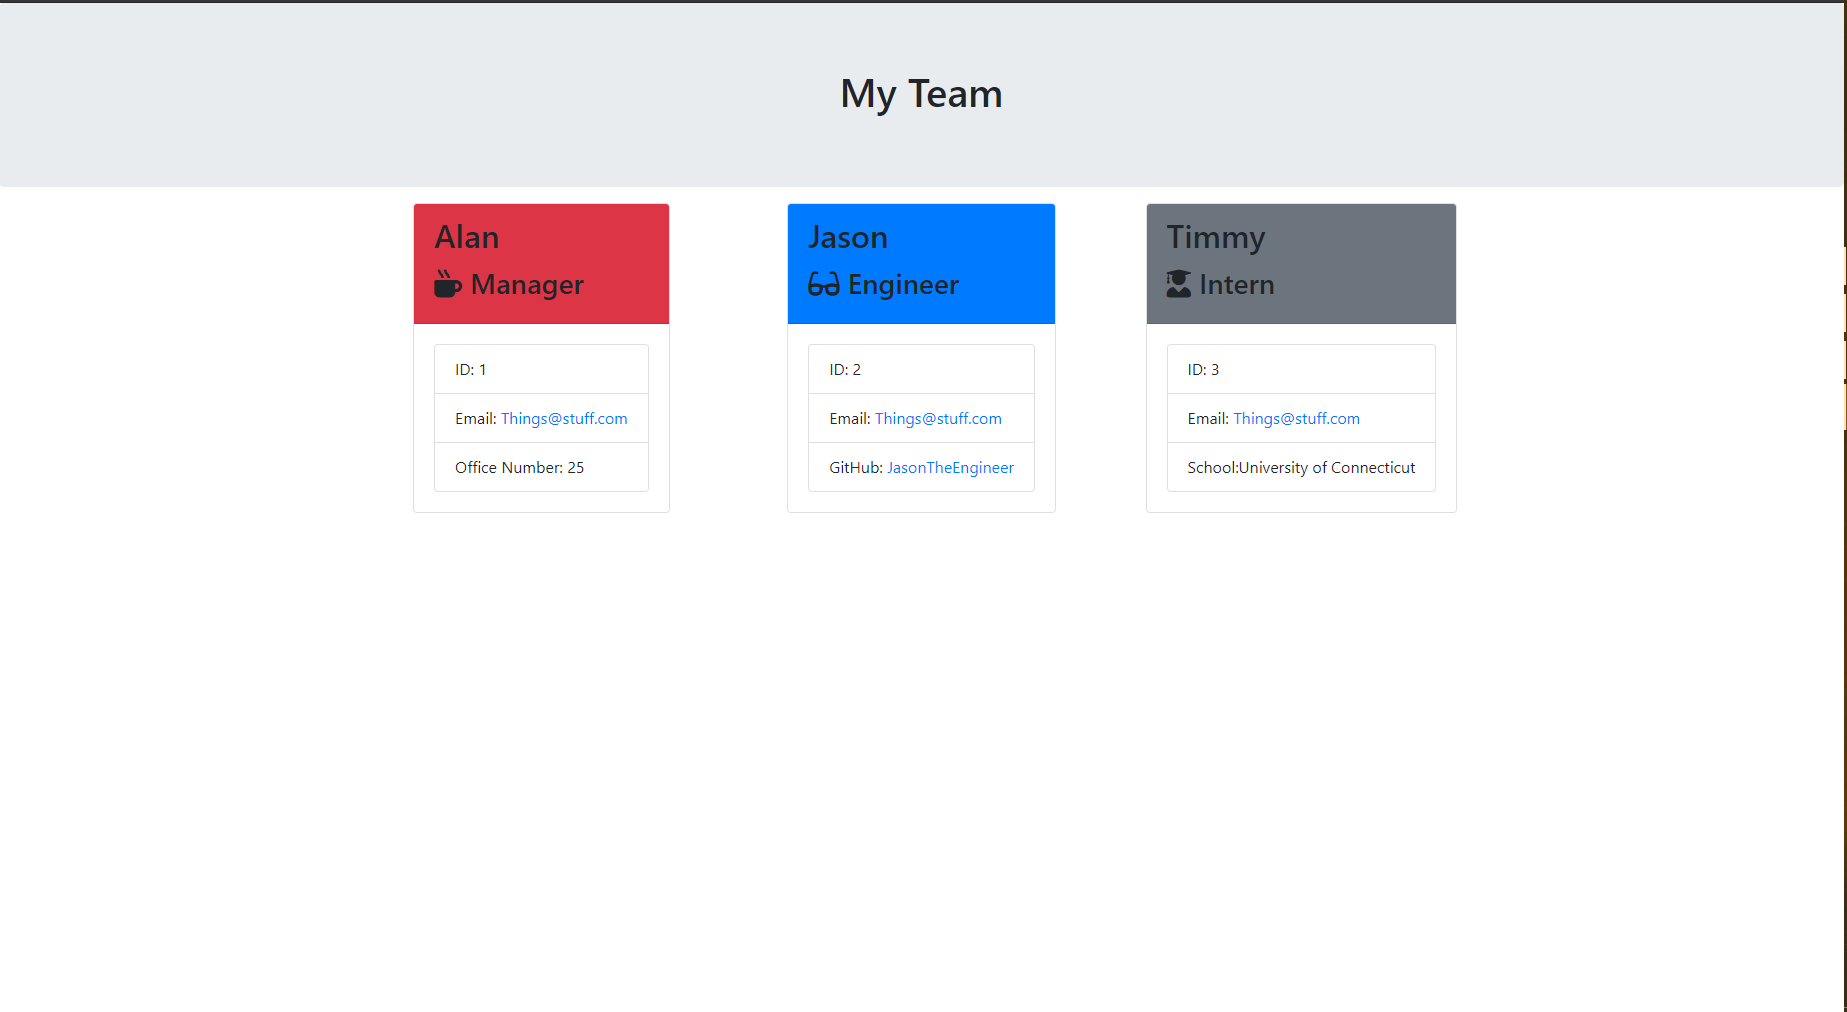 My Team
Alan
Manager
ID: 1
Email: Things@stuff.com
Office Number: 25
Jason
Engineer
ID: 2
Email: Things@stuff.com
GitHub: JasonTheEngineer
Timmy
Intern
ID: 3
Email: Things@stuff.com
School:University of Connecticut